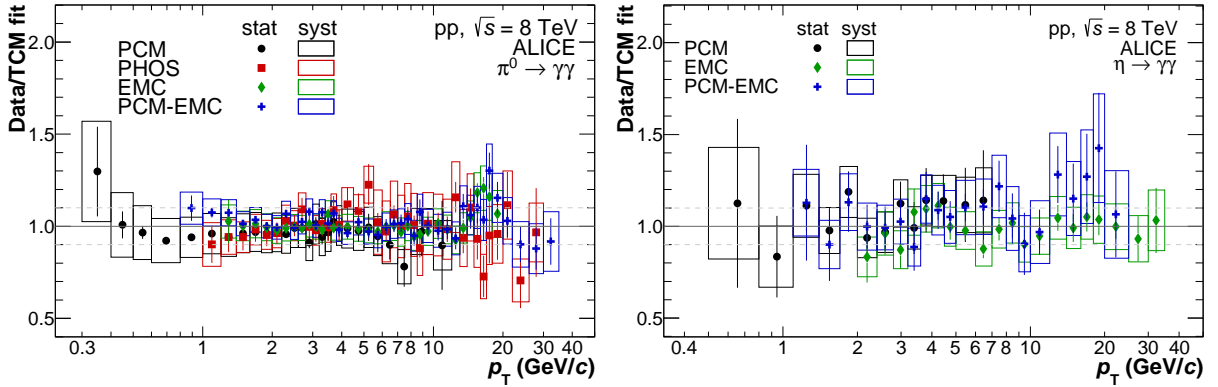 Data/TCM fit
2.0
1.5
1.0
0.5
stat syst
PCM
PHOS
EMC
PCM-EMC
pp, √s = 8 TeV
ALICE
π⁰ → γγ
0.3 1 2 3 4 5 6 7 8 10 20 30
p_T (GeV/c)
Data/TCM fit
2.0
1.5
1.0
0.5
stat syst
PCM
EMC
PCM-EMC
pp, √s = 8 TeV
ALICE
η → γγ
0.4 1 2 3 4 5 6 7 10 20 30 40
p_T (GeV/c)